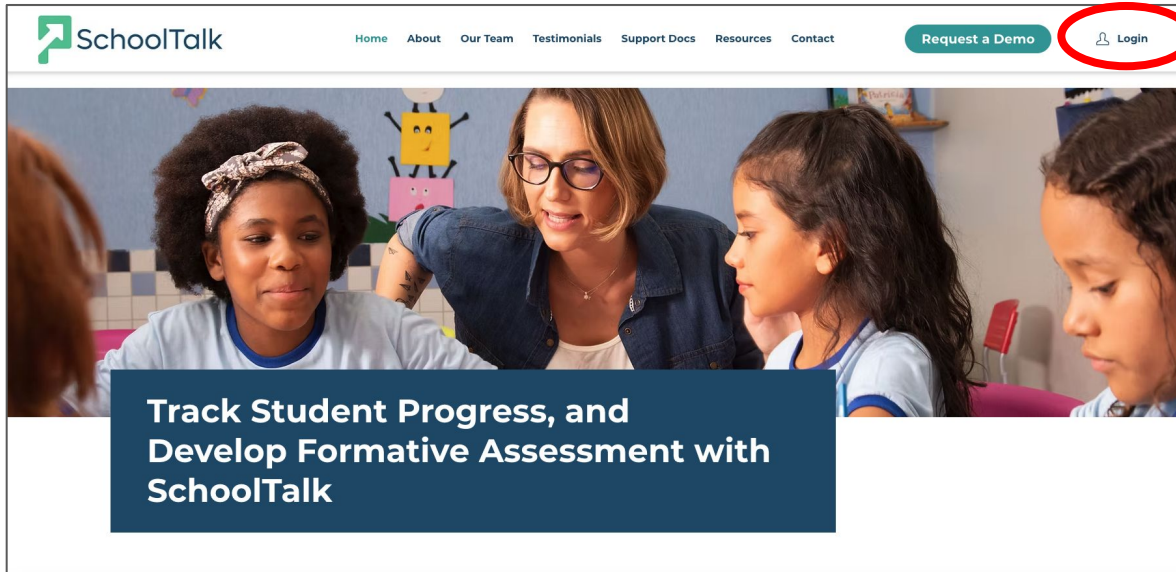 SchoolTalk
Home About Our Team Testimonials Support Docs Resources Contact
Request a Demo
Login
Track Student Progress, and
Develop Formative Assessment with
SchoolTalk